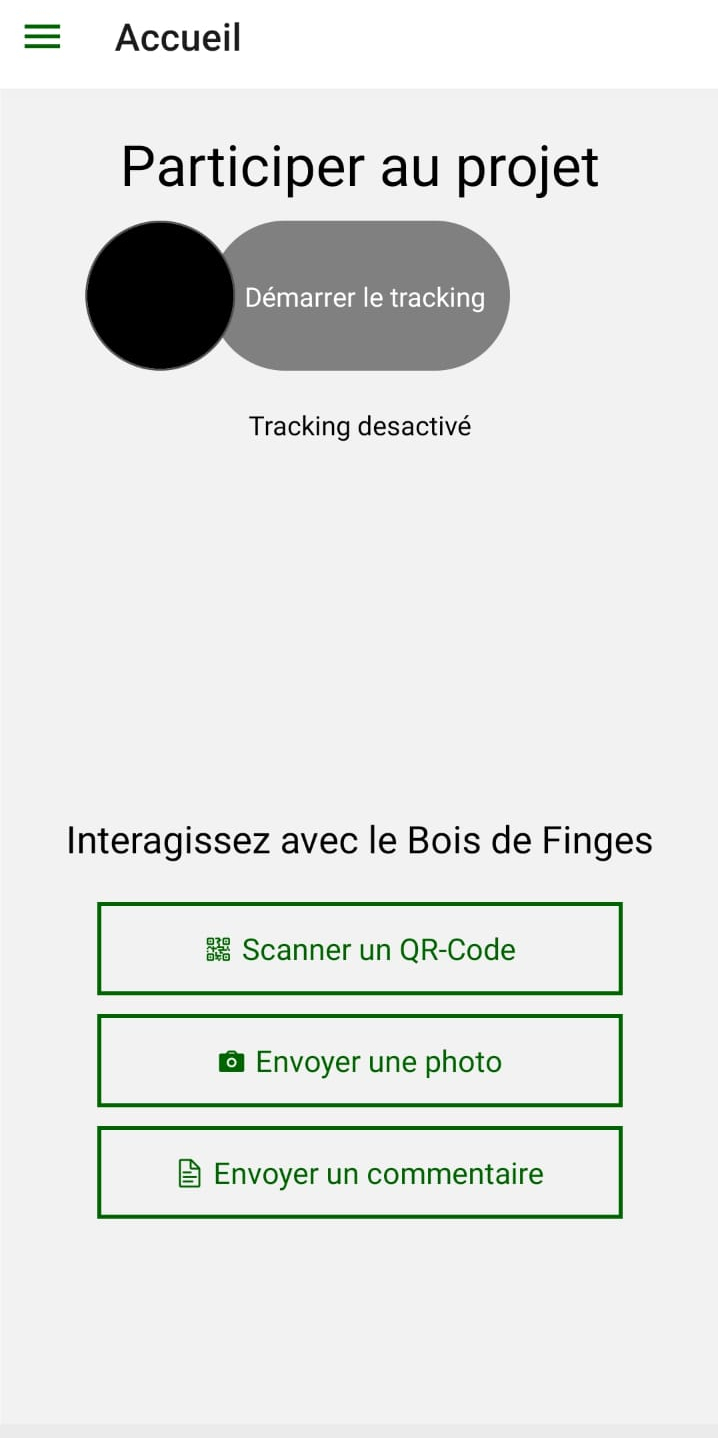 Accueil
Participer au projet
Démarrer le tracking
Tracking desactivé
Interagissez avec le Bois de Finges
Scanner un QR-Code
Envoyer une photo
Envoyer un commentaire